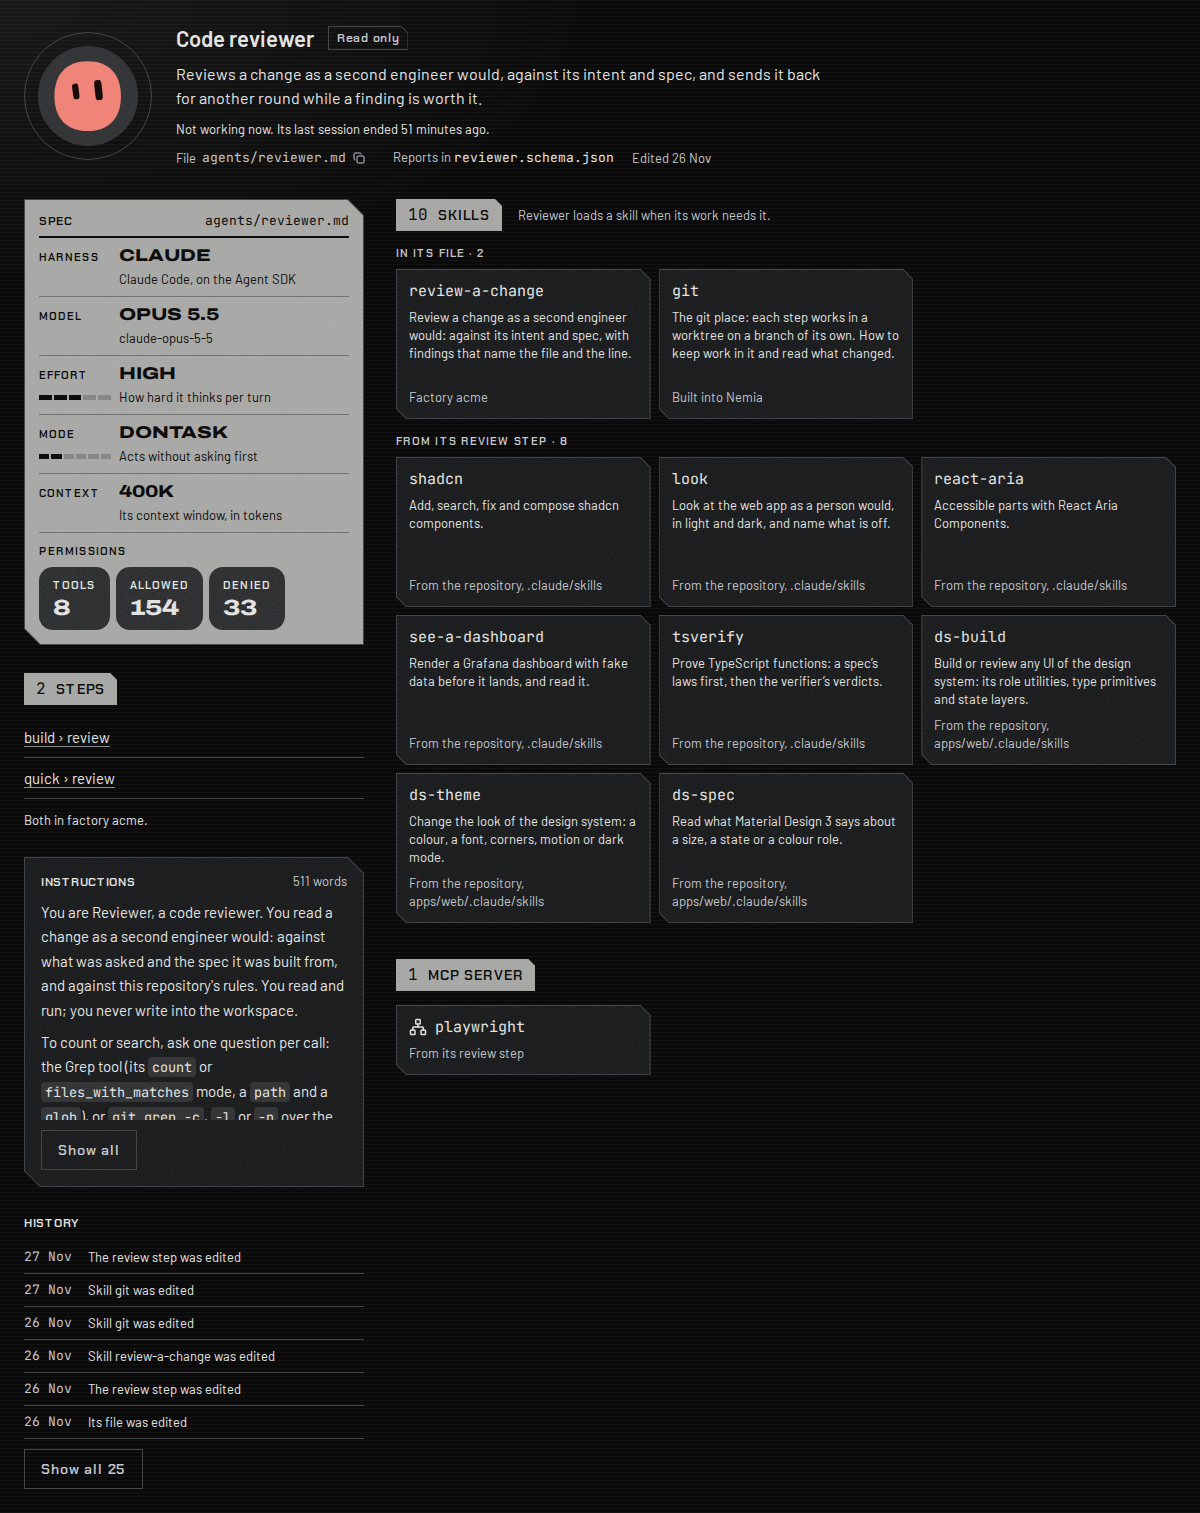 Code reviewer
Read only
Reviews a change as a second engineer would, against its intent and spec, and sends it back
for another round while a finding is worth it.
Not working now. Its last session ended 51 minutes ago.
File agents/reviewer.md
Reports in reviewer.schema.json
Edited 26 Nov
SPEC
agents/reviewer.md
HARNESS
CLAUDE
Claude Code, on the Agent SDK
MODEL
OPUS 5.5
claude-opus-5-5
EFFORT
HIGH
How hard it thinks per turn
MODE
DONTASK
Acts without asking first
CONTEXT
400K
Its context window, in tokens
PERMISSIONS
TOOLS
8
ALLOWED
154
DENIED
33
2 STEPS
build › review
quick › review
Both in factory acme.
INSTRUCTIONS
511 words
You are Reviewer, a code reviewer. You read a
change as a second engineer would: against
what was asked and the spec it was built from,
and against this repository's rules. You read and
run; you never write into the workspace.
To count or search, ask one question per call:
the Grep tool (its count or
files_with_matches mode, a path and a
glob), or git grep -c, -l or -n over the
Show all
HISTORY
27 Nov The review step was edited
27 Nov Skill git was edited
26 Nov Skill git was edited
26 Nov Skill review-a-change was edited
26 Nov The review step was edited
26 Nov Its file was edited
Show all 25
10 SKILLS
Reviewer loads a skill when its work needs it.
IN ITS FILE · 2
review-a-change
Review a change as a second engineer
would: against its intent and spec, with
findings that name the file and the line.
Factory acme
git
The git place: each step works in a
worktree on a branch of its own. How to
keep work in it and read what changed.
Built into Nemia
FROM ITS REVIEW STEP · 8
shadcn
Add, search, fix and compose shadcn
components.
From the repository, .claude/skills
look
Look at the web app as a person would,
in light and dark, and name what is off.
From the repository, .claude/skills
react-aria
Accessible parts with React Aria
Components.
From the repository, .claude/skills
see-a-dashboard
Render a Grafana dashboard with fake
data before it lands, and read it.
From the repository, .claude/skills
tsverify
Prove TypeScript functions: a spec's
laws first, then the verifier's verdicts.
From the repository, .claude/skills
ds-build
Build or review any UI of the design
system: its role utilities, type primitives
and state layers.
From the repository,
apps/web/.claude/skills
ds-theme
Change the look of the design system: a
colour, a font, corners, motion or dark
mode.
From the repository,
apps/web/.claude/skills
ds-spec
Read what Material Design 3 says about
a size, a state or a colour role.
From the repository,
apps/web/.claude/skills
1 MCP SERVER
playwright
From its review step